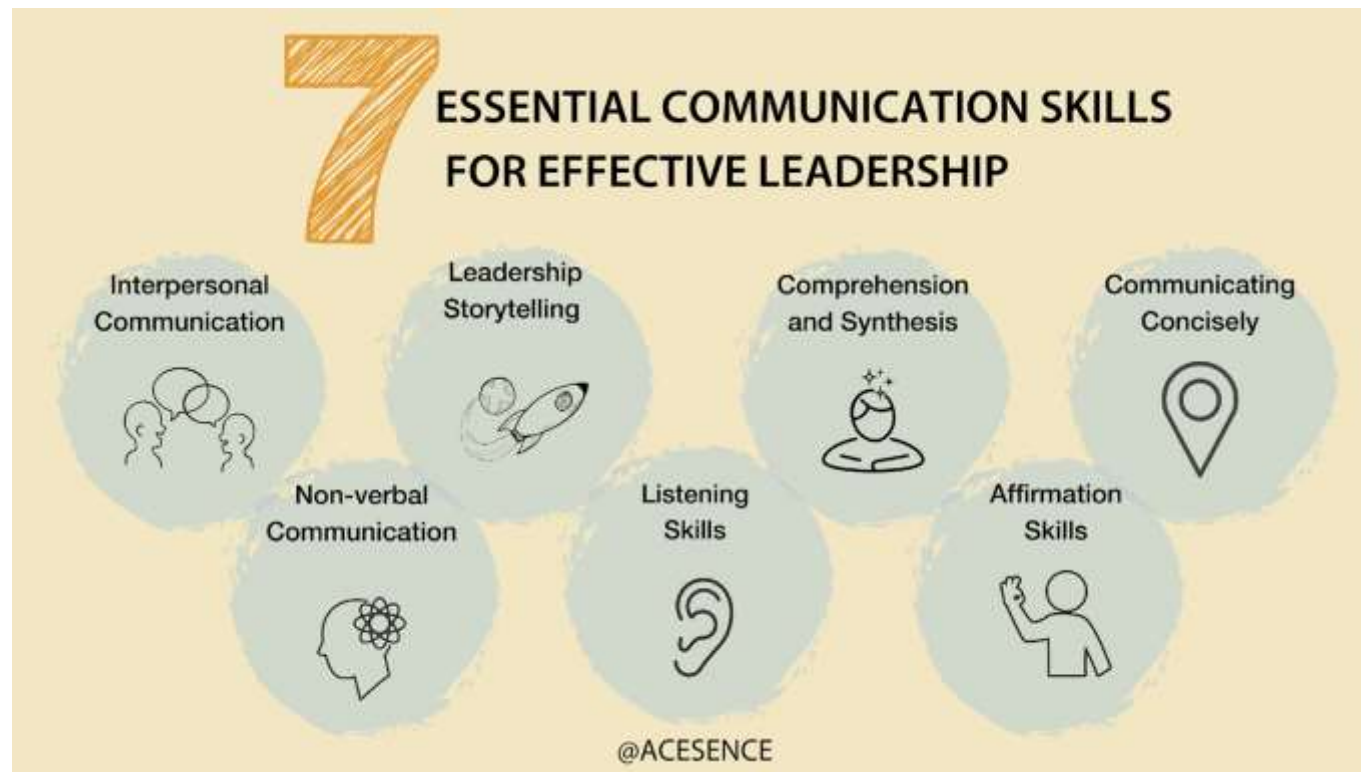 7
ESSENTIAL COMMUNICATION SKILLS
FOR EFFECTIVE LEADERSHIP
Interpersonal
Communication
Leadership
Storytelling
Comprehension
and Synthesis
Communicating
Concisely
Non-verbal
Communication
Listening
Skills
Affirmation
Skills
@ACESENCE